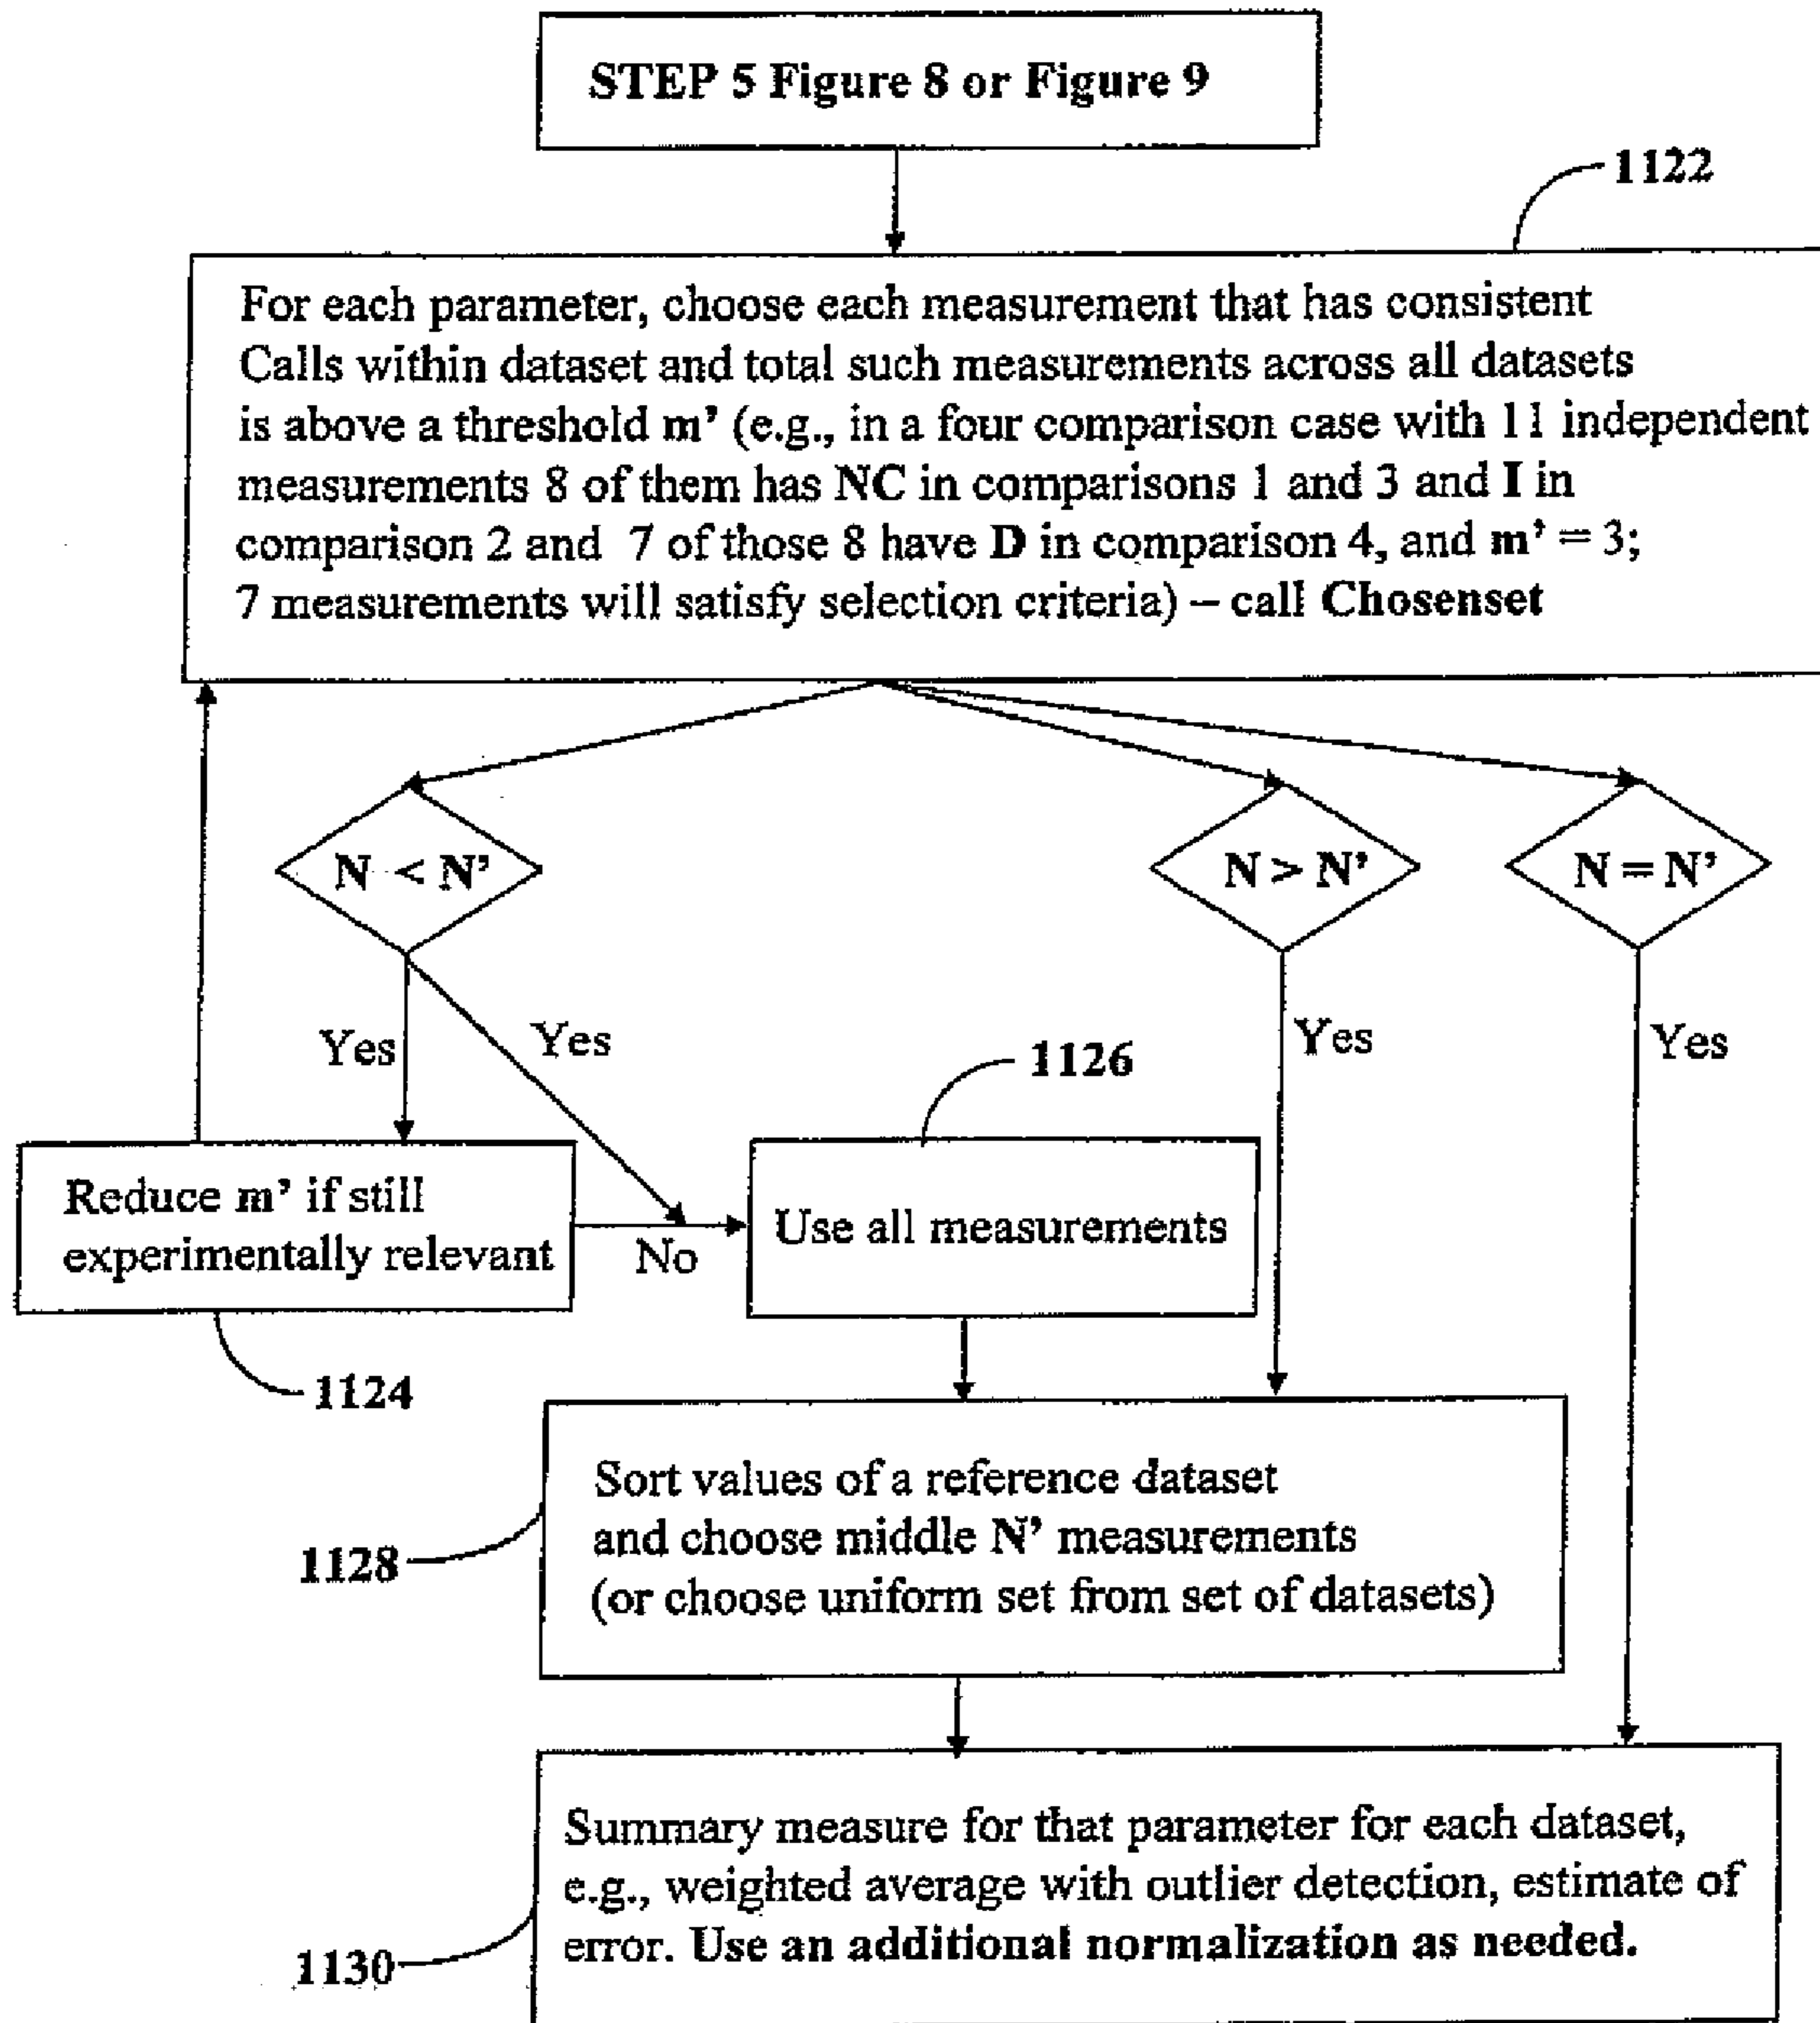 STEP 5 Figure 8 or Figure 9
1122
For each parameter, choose each measurement that has consistent
Calls within dataset and total such measurements across all datasets
is above a threshold m' (e.g., in a four comparison case with 11 independent
measurements 8 of them has NC in comparisons 1 and 3 and I in
comparison 2 and 7 of those 8 have D in comparison 4, and m' = 3;
7 measurements will satisfy selection criteria) – call Chosenset
N < N'
N > N'
N = N'
Yes
Yes
Yes
Yes
1126
Reduce m' if still
experimentally relevant
No
Use all measurements
1124
Sort values of a reference dataset
and choose middle N' measurements
(or choose uniform set from set of datasets)
1128
Summary measure for that parameter for each dataset,
e.g., weighted average with outlier detection, estimate of
error. Use an additional normalization as needed.
1130